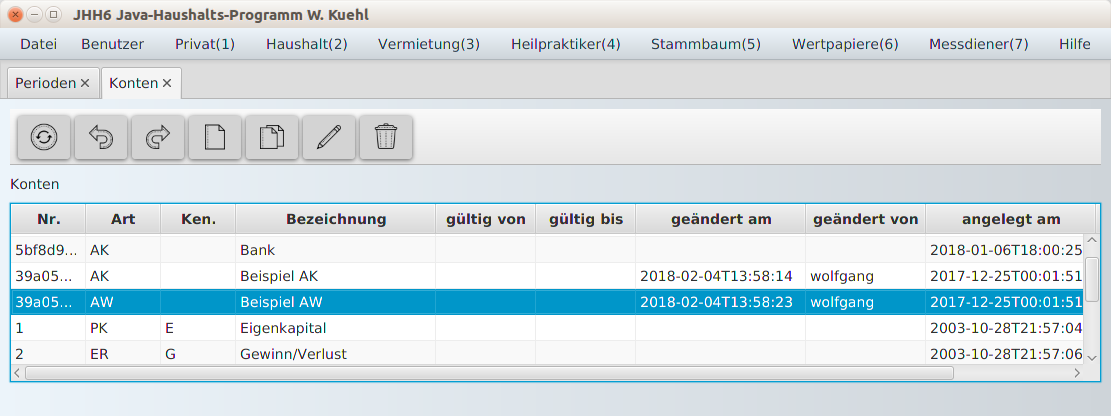 JHH6 Java-Haushalts-Programm W. Kuehl
Datei Benutzer Privat(1) Haushalt(2) Vermietung(3) Heilpraktiker(4) Stammbaum(5) Wertpapiere(6) Messdiener(7) Hilfe
Perioden Konten
Konten
Nr. Art Ken. Bezeichnung gültig von gültig bis geändert am geändert von angelegt am
5bf8d9... AK Bank 2018-01-06T18:00:25
39a05... AK Beispiel AK 2018-02-04T13:58:14 wolfgang 2017-12-25T00:01:51
39a05... AW Beispiel AW 2018-02-04T13:58:23 wolfgang 2017-12-25T00:01:51
1 PK E Eigenkapital 2003-10-28T21:57:04
2 ER G Gewinn/Verlust 2003-10-28T21:57:06